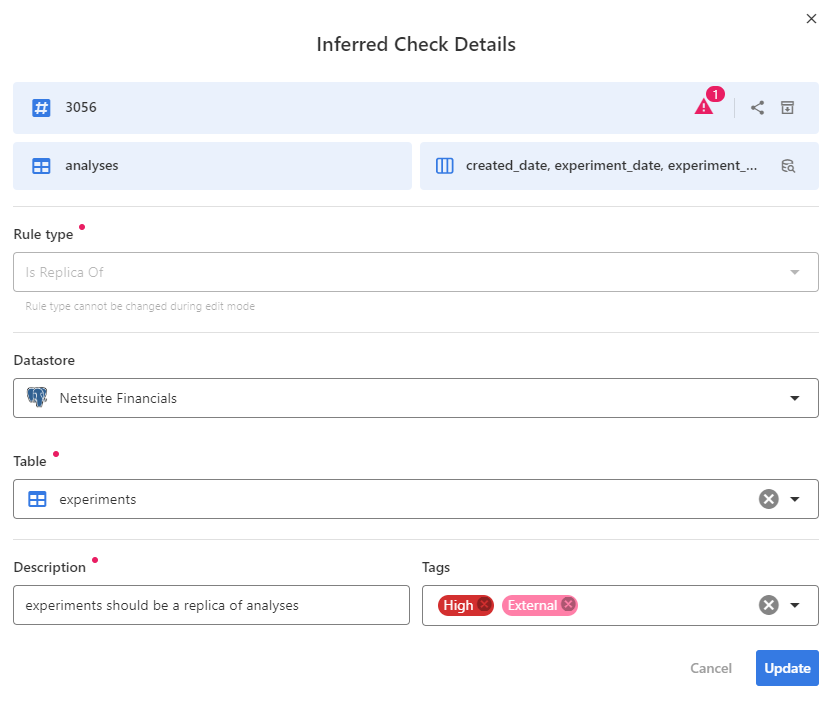 Inferred Check Details
3056
1
analyses
created_date, experiment_date, experiment_...
Rule type
Is Replica Of
Rule type cannot be changed during edit mode
Datastore
Netsuite Financials
Table
experiments
Description
Tags
experiments should be a replica of analyses
High External
Cancel Update